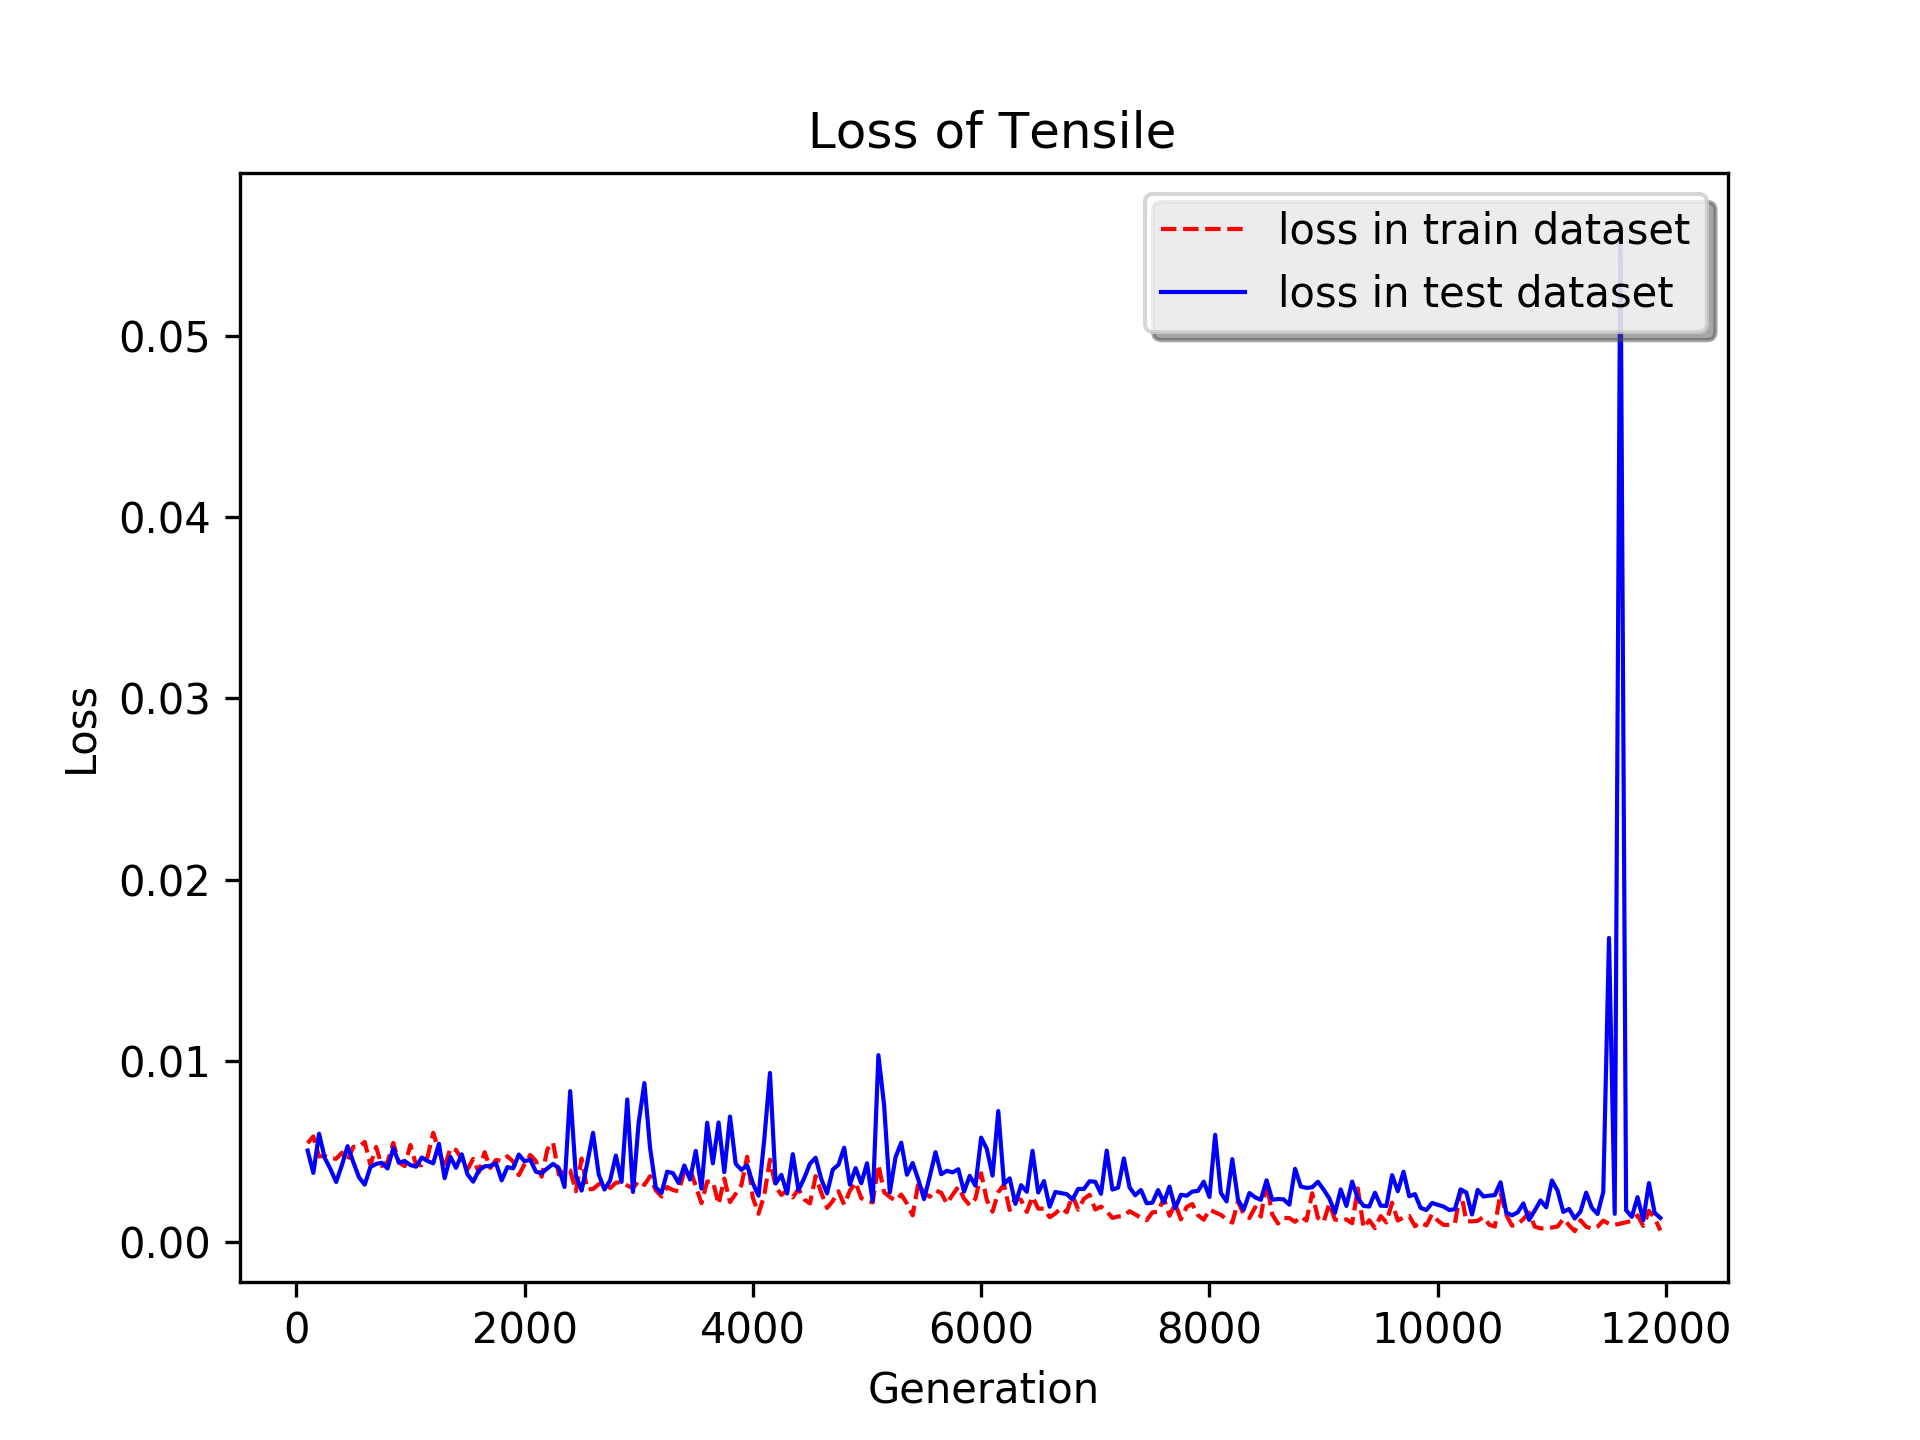 Loss of Tensile
loss in train dataset
loss in test dataset
0.05
0.04
0.03
0.02
0.01
0.00
Loss
0 2000 4000 6000 8000 10000 12000
Generation